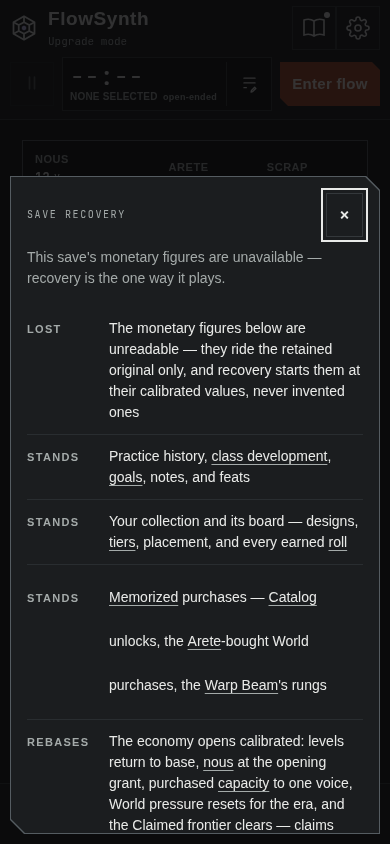 FlowSynth
Upgrade mode
--:--
NONE SELECTED open-ended
Enter flow
NOUS
ARETE
SCRAP
SAVE RECOVERY
×
This save's monetary figures are unavailable —
recovery is the one way it plays.
LOST
The monetary figures below are
unreadable — they ride the retained
original only, and recovery starts them at
their calibrated values, never invented
ones
STANDS
Practice history, class development,
goals, notes, and feats
STANDS
Your collection and its board — designs,
tiers, placement, and every earned roll
STANDS
Memorized purchases — Catalog
unlocks, the Arete-bought World
purchases, the Warp Beam's rungs
REBASES
The economy opens calibrated: levels
return to base, nous at the opening
grant, purchased capacity to one voice,
World pressure resets for the era, and
the Claimed frontier clears — claims